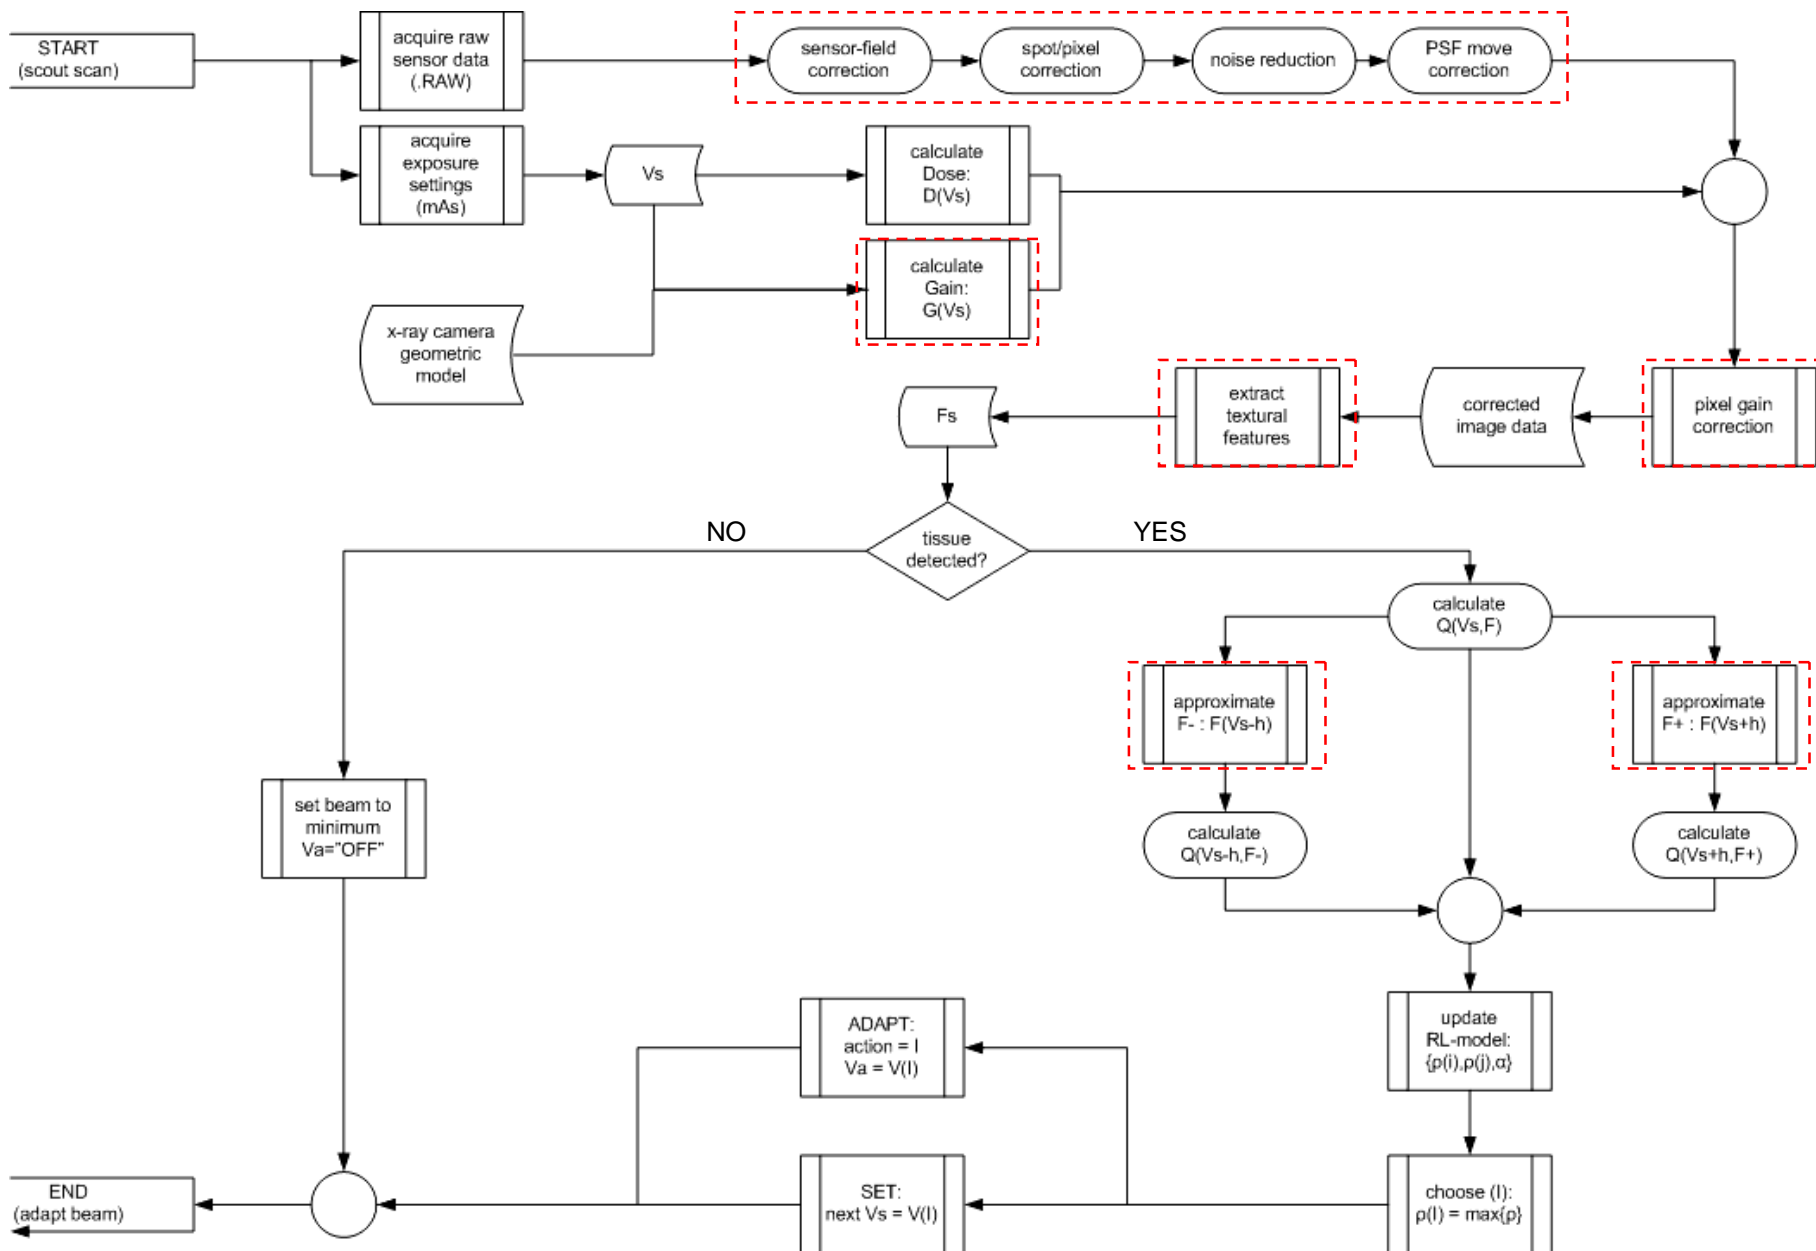 START
(scout scan)
acquire raw
sensor data
(.RAW)
sensor-field
correction
spot/pixel
correction
noise reduction
PSF move
correction
acquire
exposure
settings
(mAs)
Vs
calculate
Dose:
D(Vs)
calculate
Gain:
G(Vs)
x-ray camera
geometric
model
Fs
extract
textural
features
corrected
image data
pixel gain
correction
NO
tissue
detected?
YES
calculate
Q(Vs,F)
approximate
F- : F(Vs-h)
approximate
F+ : F(Vs+h)
set beam to
minimum
Va="OFF"
calculate
Q(Vs-h,F-)
calculate
Q(Vs+h,F+)
ADAPT:
action = I
Va = V(I)
update
RL-model:
{ρ(i),ρ(j),α}
END
(adapt beam)
SET:
next Vs = V(I)
choose (I):
ρ(I) = max{ρ}